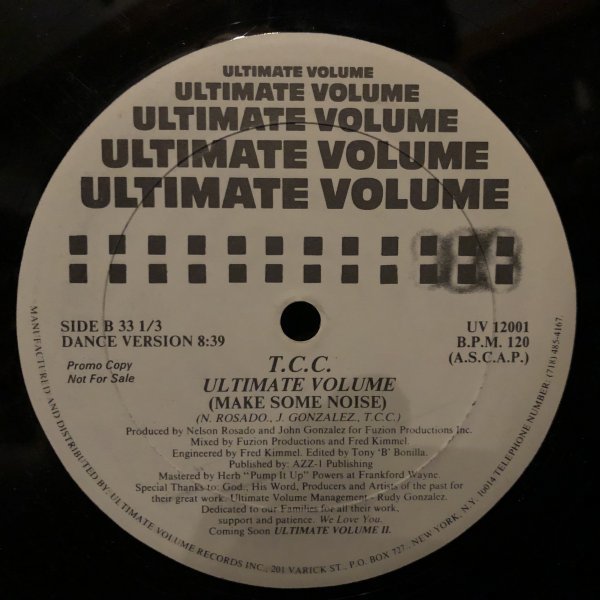 ULTIMATE VOLUME
ULTIMATE VOLUME
ULTIMATE VOLUME
ULTIMATE VOLUME
ULTIMATE VOLUME
SIDE B 33 1/3
DANCE VERSION 8:39
UV 12001
B.P.M. 120
(A.S.C.A.P.)
Promo Copy
Not For Sale
T.C.C.
ULTIMATE VOLUME
(MAKE SOME NOISE)
(N. ROSADO., J. GONZALEZ., T.C.C.)
Produced by Nelson Rosado and John Gonzalez for Fuzion Productions Inc.
Mixed by Fuzion Productions and Fred Kimmel.
Engineered by Fred Kimmel. Edited by Tony 'B' Bonilla.
Published by: AZZ-1 Publishing
Mastered by Herb "Pump It Up" Powers at Frankford Wayne.
Special Thanks to: God., His Word, Producers and Artists of the past for
their great work. Ultimate Volume Management - Rudy Gonzalez.
Dedicated to our Families for all their work,
support and patience. We Love You.
Coming Soon ULTIMATE VOLUME II.
MANUFACTURED AND DISTRIBUTED BY: ULTIMATE VOLUME RECORDS INC., 201 VARICK ST., P.O. BOX 727., NEW YORK, N.Y. 10014/TELEPHONE NUMBER. (718) 485-4167.